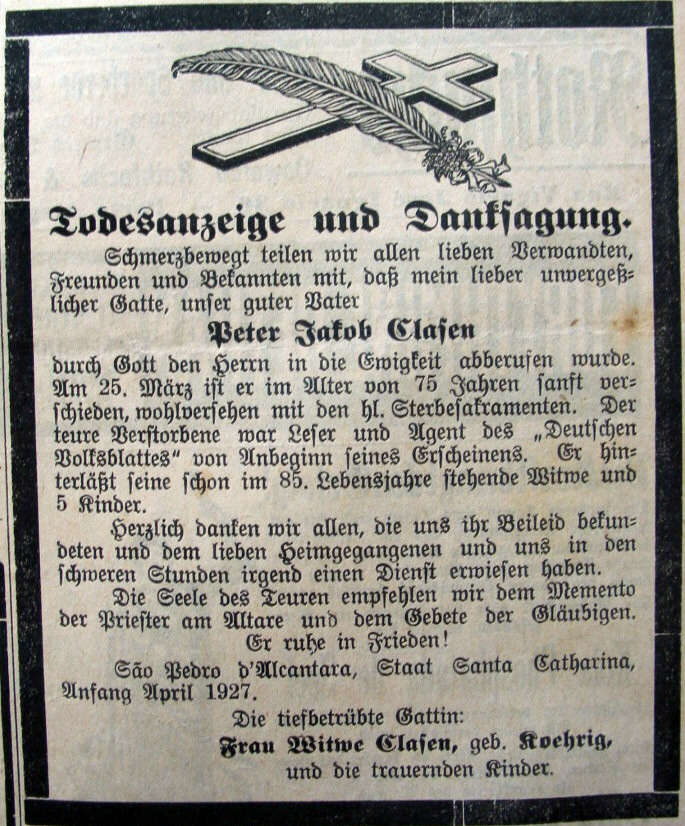 Todesanzeige und Danksagung.
Schmerzbewegt teilen wir allen lieben Verwandten,
Freunden und Bekannten mit, daß mein lieber unvergeß-
licher Gatte, unser guter Vater
Peter Jakob Clasen
durch Gott den Herrn in die Ewigkeit abberufen wurde.
Am 25. März ist er im Alter von 75 Jahren sanft ver-
schieden, wohlversehen mit den hl. Sterbesakramenten. Der
teure Verstorbene war Leser und Agent des „Deutschen
Volksblattes“ von Anbeginn seines Erscheinens. Er hin-
terläßt seine schon im 85. Lebensjahre stehende Witwe und
5 Kinder.
Herzlich danken wir allen, die uns ihr Beileid bekun-
deten und dem lieben Heimgegangenen und uns in den
schweren Stunden irgend einen Dienst erwiesen haben.
Die Seele des Teuren empfehlen wir dem Memento
der Priester am Altare und dem Gebete der Gläubigen.
Er ruhe in Frieden!
São Pedro d'Alcantara, Staat Santa Catharina,
Anfang April 1927.
Die tiefbetrübte Gattin:
Frau Witwe Clasen, geb. Koehrig,
und die trauernden Kinder.